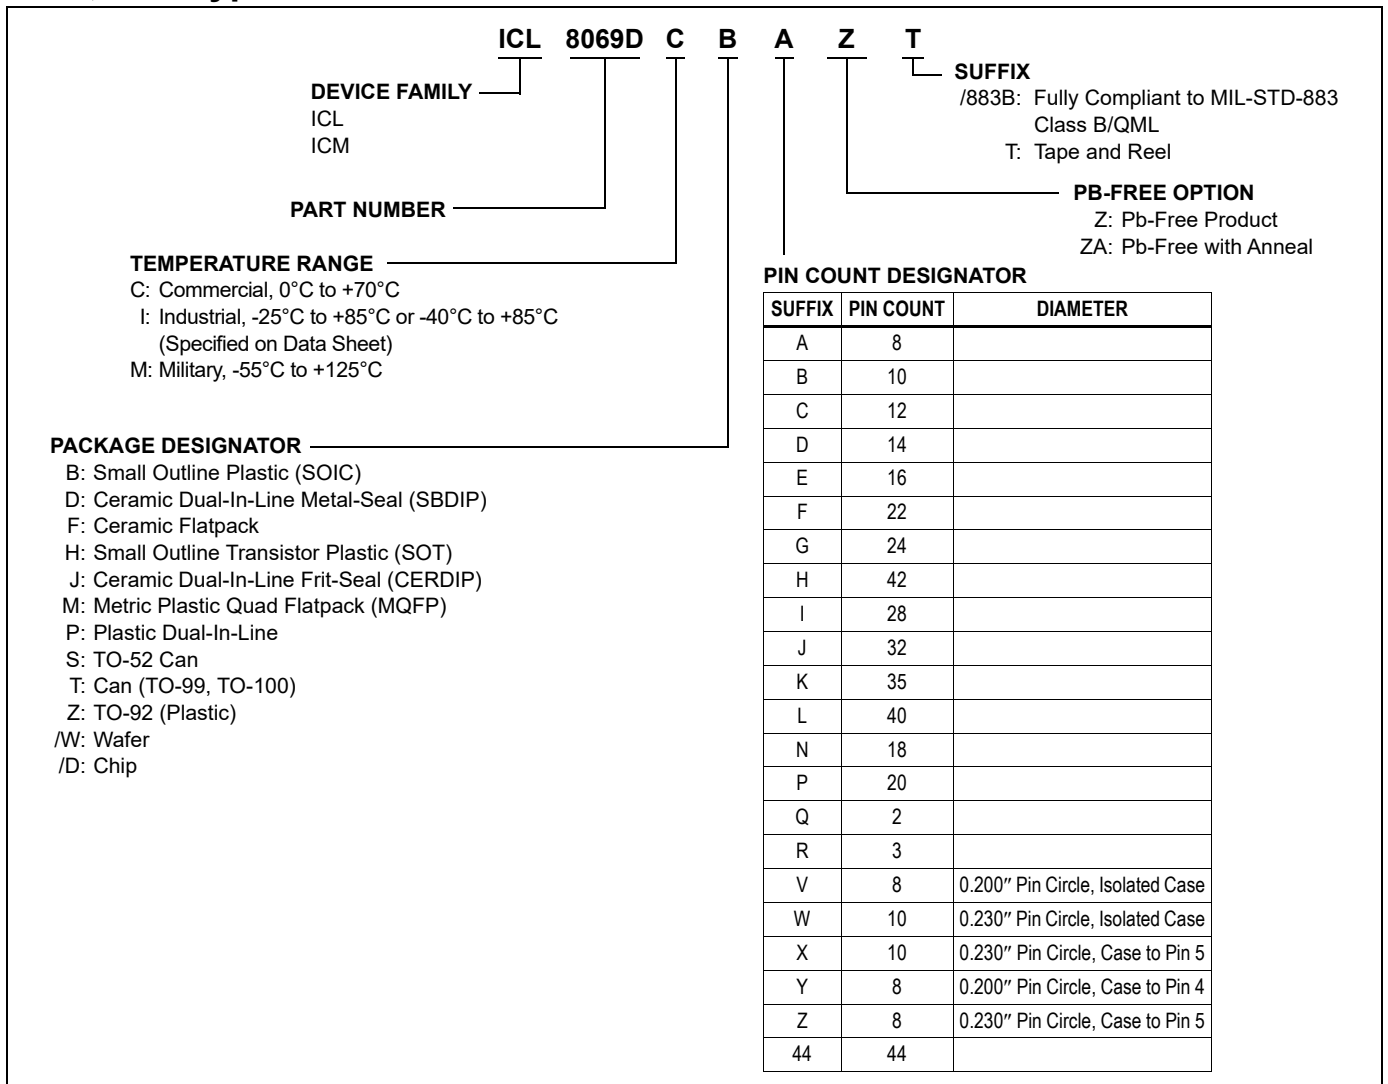 ICL 8069D C B A Z T
DEVICE FAMILY
ICL
ICM
SUFFIX
/883B: Fully Compliant to MIL-STD-883
Class B/QML
T: Tape and Reel
PART NUMBER
PB-FREE OPTION
Z: Pb-Free Product
ZA: Pb-Free with Anneal
TEMPERATURE RANGE
C: Commercial, 0°C to +70°C
I: Industrial, -25°C to +85°C or -40°C to +85°C
(Specified on Data Sheet)
M: Military, -55°C to +125°C
PACKAGE DESIGNATOR
B: Small Outline Plastic (SOIC)
D: Ceramic Dual-In-Line Metal-Seal (SBDIP)
F: Ceramic Flatpack
H: Small Outline Transistor Plastic (SOT)
J: Ceramic Dual-In-Line Frit-Seal (CERDIP)
M: Metric Plastic Quad Flatpack (MQFP)
P: Plastic Dual-In-Line
S: TO-52 Can
T: Can (TO-99, TO-100)
Z: TO-92 (Plastic)
/W: Wafer
/D: Chip
PIN COUNT DESIGNATOR
SUFFIX PIN COUNT DIAMETER
A 8
B 10
C 12
D 14
E 16
F 22
G 24
H 42
I 28
J 32
K 35
L 40
N 18
P 20
Q 2
R 3
V 8 0.200″ Pin Circle, Isolated Case
W 10 0.230″ Pin Circle, Isolated Case
X 10 0.230″ Pin Circle, Case to Pin 5
Y 8 0.200″ Pin Circle, Case to Pin 4
Z 8 0.230″ Pin Circle, Case to Pin 5
44 44